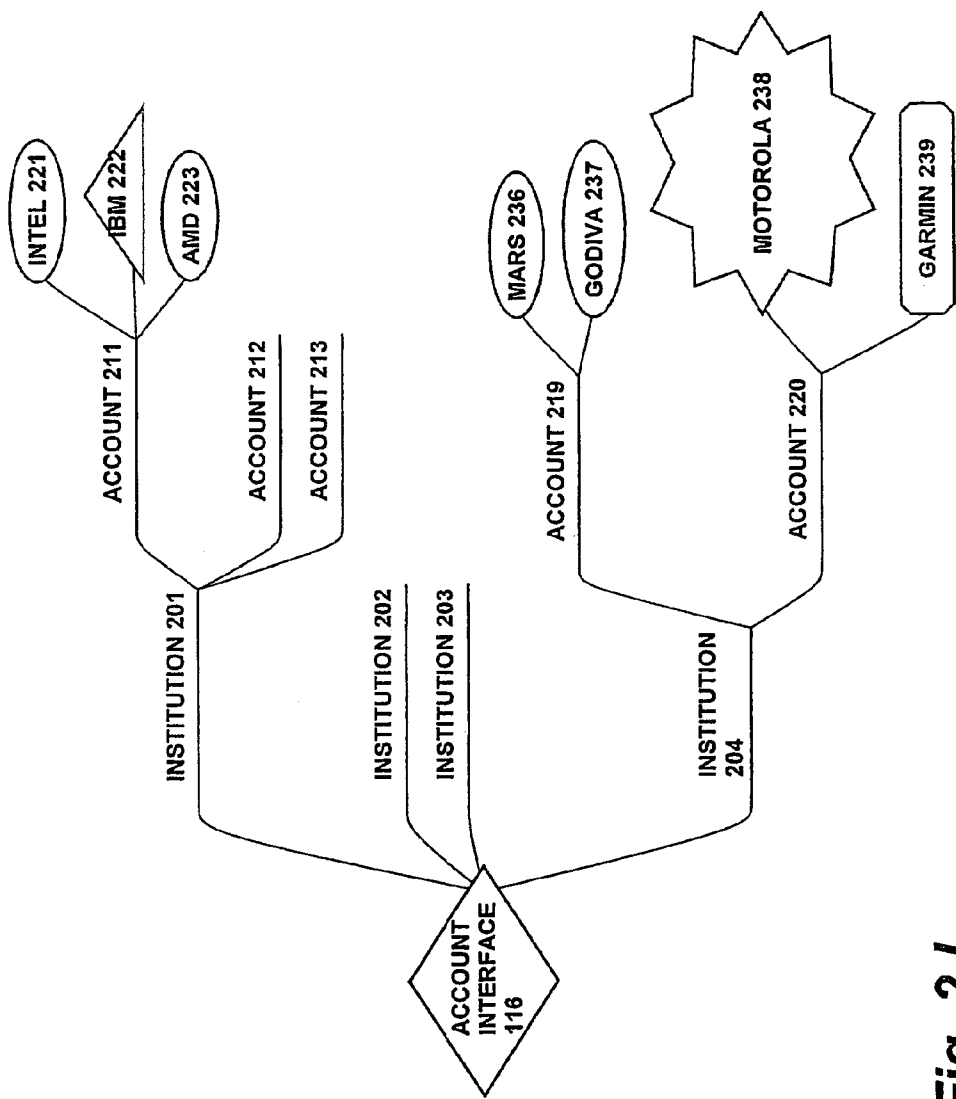 INTEL 221
IBM 222
AMD 223
ACCOUNT 211
ACCOUNT 212
ACCOUNT 213
INSTITUTION 201
INSTITUTION 202
INSTITUTION 203
ACCOUNT
INTERFACE
116
MARS 236
GODIVA 237
ACCOUNT 219
MOTOROLA 238
GARMIN 239
ACCOUNT 220
INSTITUTION
204